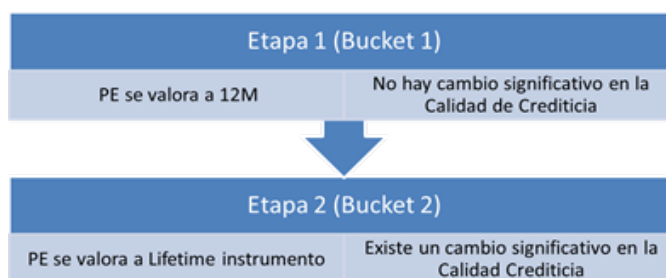 Etapa 1 (Bucket 1)
PE se valora a 12M
No hay cambio significativo en la
Calidad de Crediticia
Etapa 2 (Bucket 2)
PE se valora a Lifetime instrumento
Existe un cambio significativo en la
Calidad Crediticia